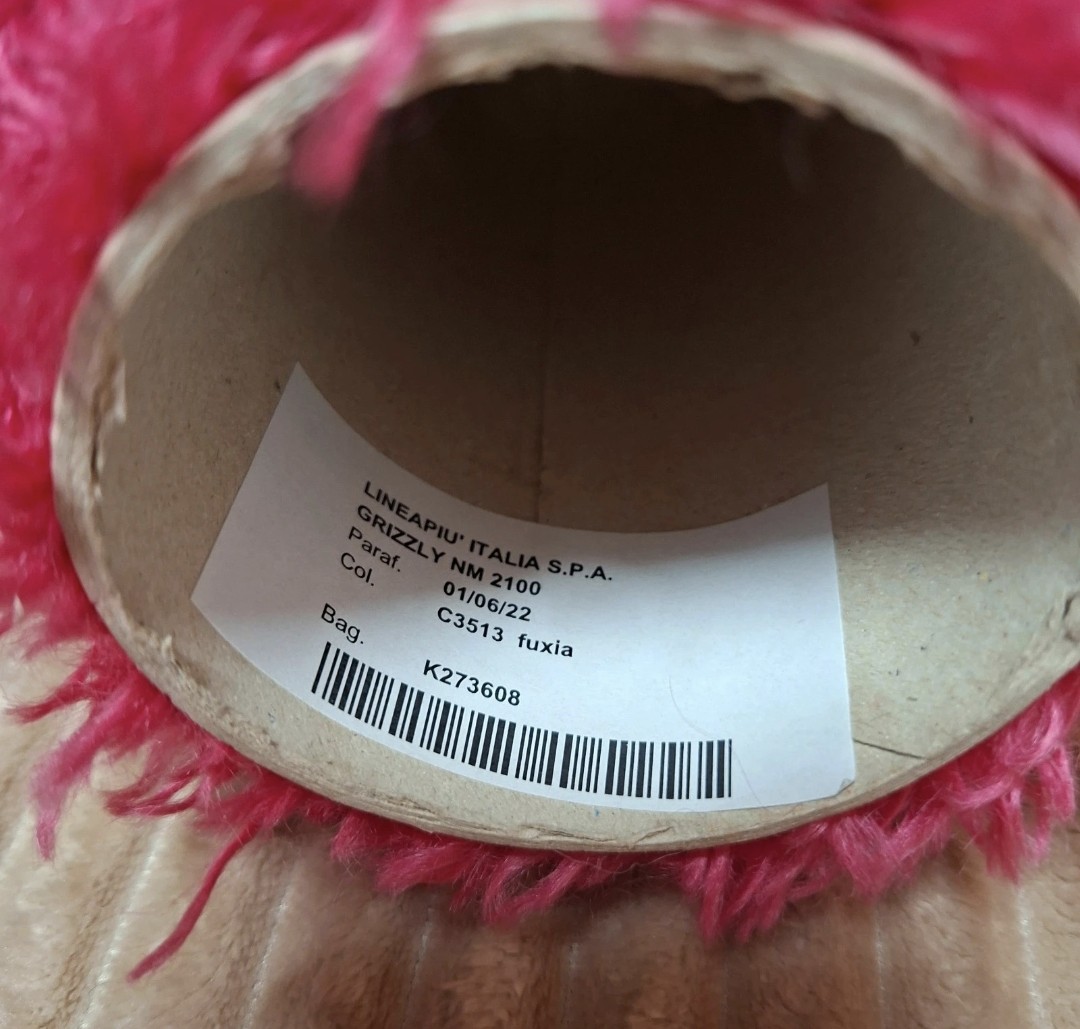 LINEAPIU' ITALIA S.P.A.
GRIZZLY NM 2100
Paraf. 01/06/22
Col. C3513 fuxia
Bag. K273608